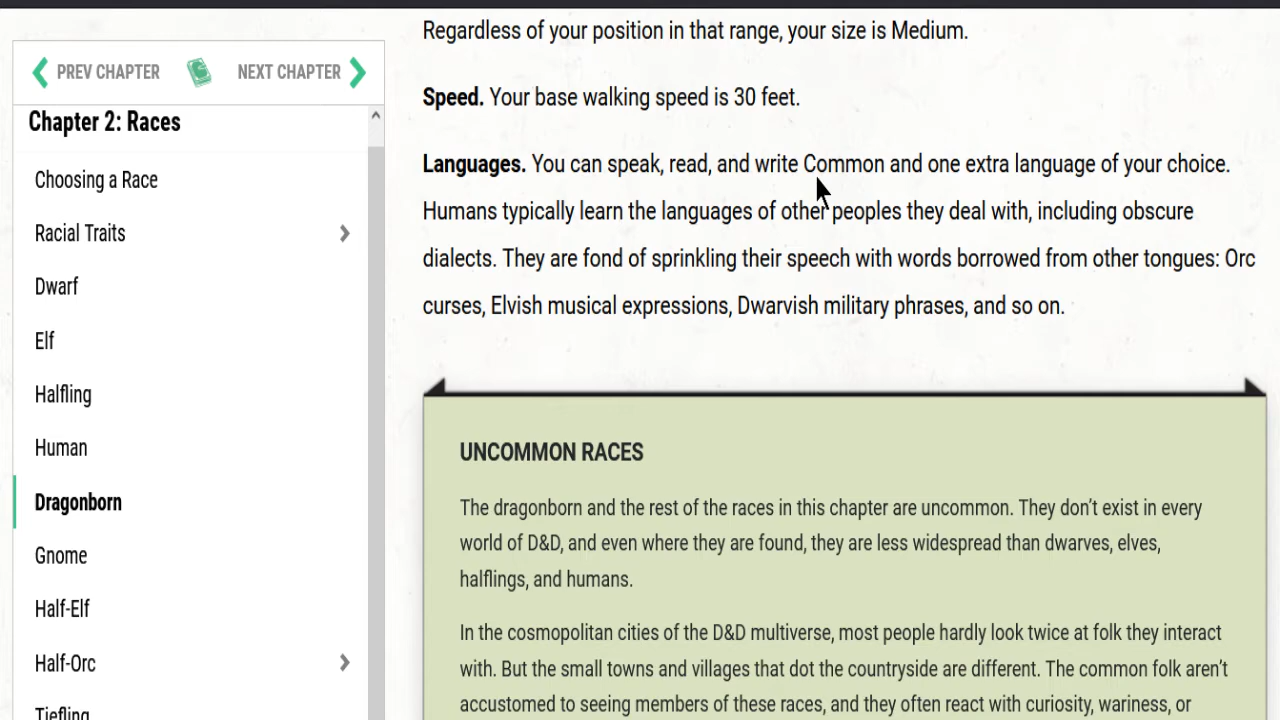 PREV CHAPTER
NEXT CHAPTER
Chapter 2: Races
Choosing a Race
Racial Traits
Dwarf
Elf
Halfling
Human
Dragonborn
Gnome
Half-Elf
Half-Orc
Tiefling
Regardless of your position in that range, your size is Medium.
Speed. Your base walking speed is 30 feet.
Languages. You can speak, read, and write Common and one extra language of your choice.
Humans typically learn the languages of other peoples they deal with, including obscure
dialects. They are fond of sprinkling their speech with words borrowed from other tongues: Orc
curses, Elvish musical expressions, Dwarvish military phrases, and so on.
UNCOMMON RACES
The dragonborn and the rest of the races in this chapter are uncommon. They don’t exist in every
world of D&D, and even where they are found, they are less widespread than dwarves, elves,
halflings, and humans.
In the cosmopolitan cities of the D&D multiverse, most people hardly look twice at folk they interact
with. But the small towns and villages that dot the countryside are different. The common folk aren’t
accustomed to seeing members of these races, and they often react with curiosity, wariness, or